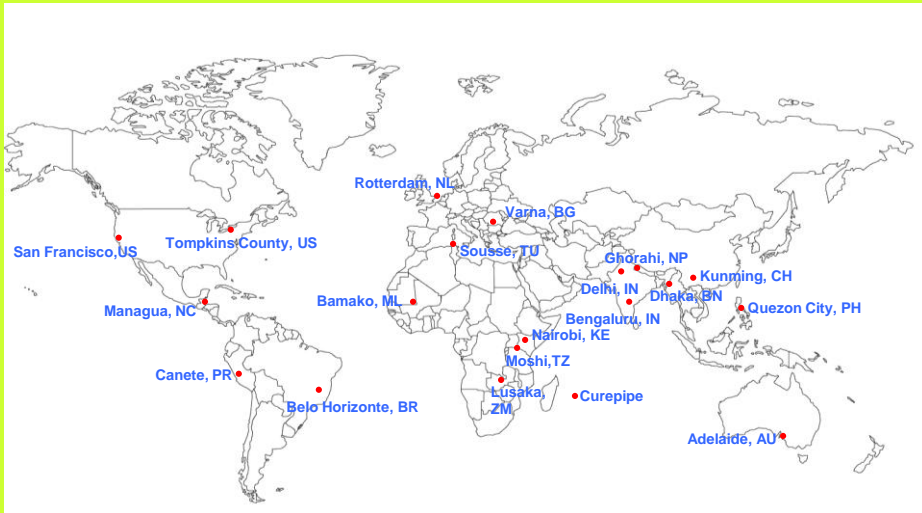 Rotterdam, NL
Varna, BG
Tompkins County, US
San Francisco,US
Sousse, TU
Ghorahi, NP
Kunming, CH
Delhi, IN
Dhaka, BN
Bamako, ML
Managua, NC
Quezon City, PH
Bengaluru, IN
Nairobi, KE
Moshi,TZ
Canete, PR
Lusaka,
ZM
Curepipe
Belo Horizonte, BR
Adelaide, AU